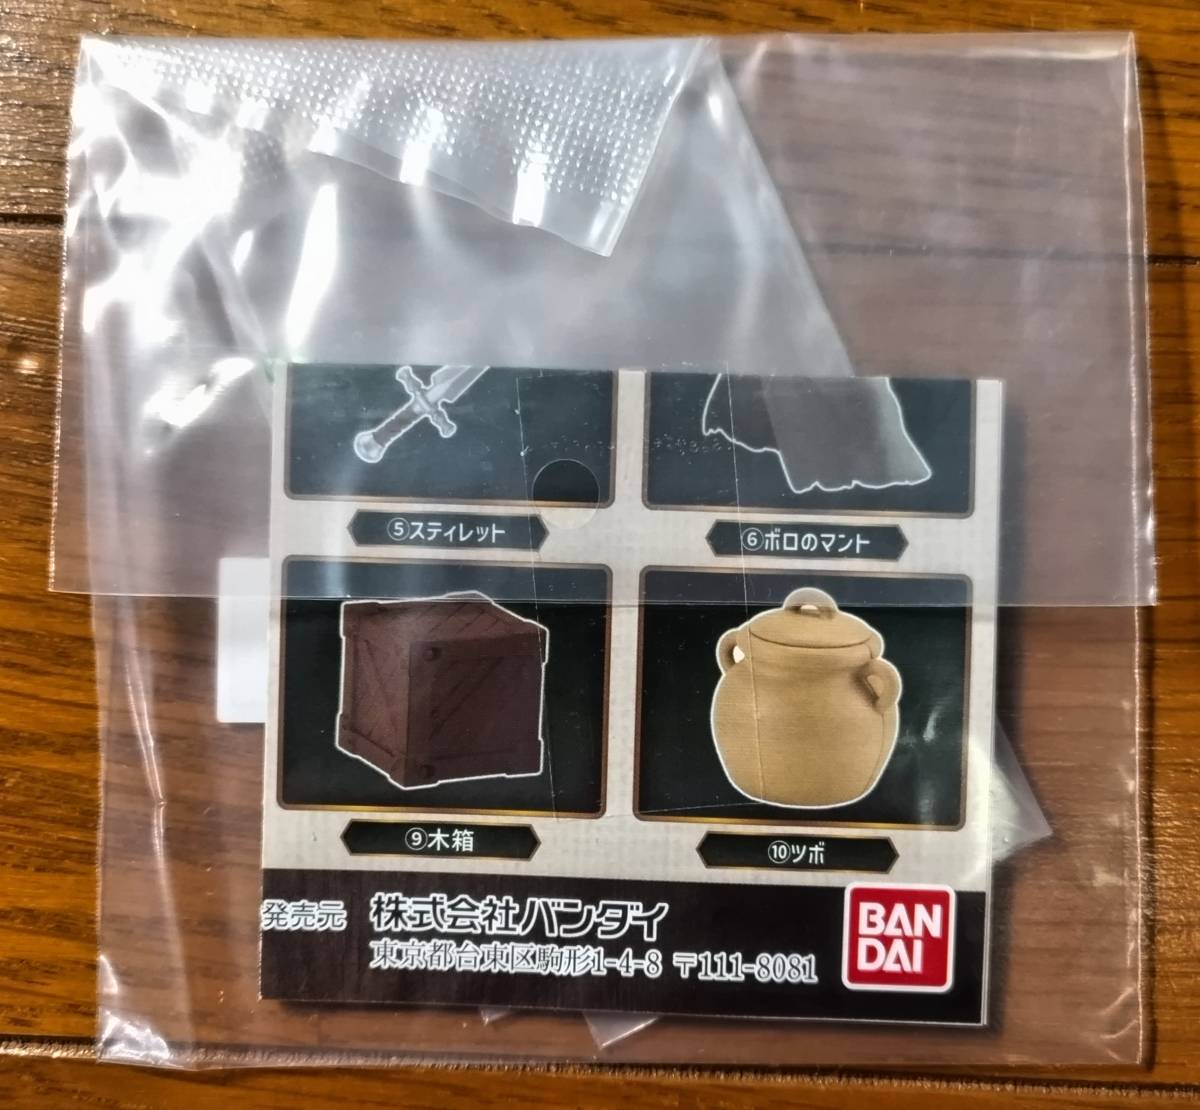 ⑤スティレット
⑥ボロのマント
⑨木箱
⑩ツボ
発売元 株式会社バンダイ
東京都台東区駒形1-4-8 〒111-8081
BAN
DAI